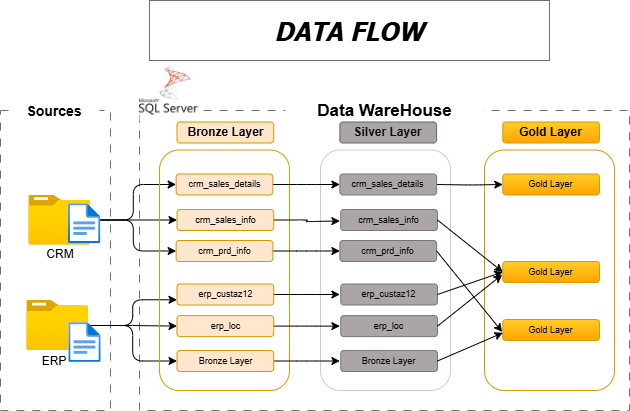 DATA FLOW
Microsoft
SQL Server
Sources
Data WareHouse
Bronze Layer
Silver Layer
Gold Layer
crm_sales_details
crm_sales_details
Gold Layer
crm_sales_info
crm_sales_info
CRM
crm_prd_info
crm_prd_info
Gold Layer
erp_custaz12
erp_custaz12
erp_loc
erp_loc
Gold Layer
ERP
Bronze Layer
Bronze Layer